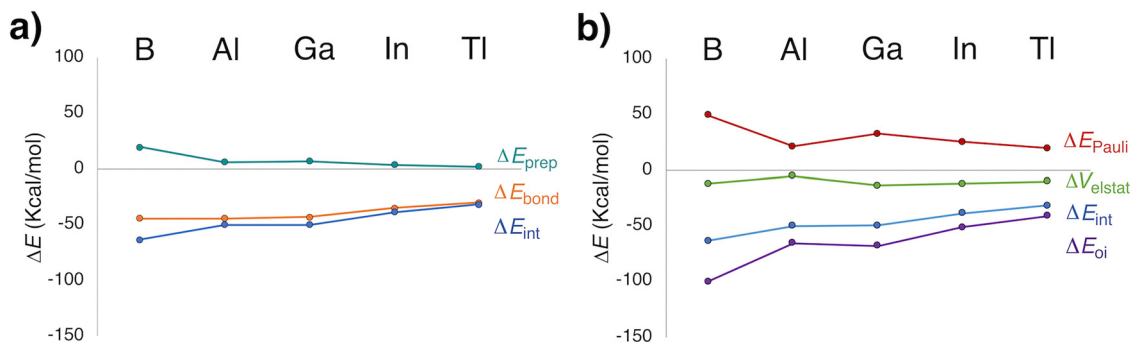 a)
B Al Ga In Tl
100
50
0
-50
-100
-150
ΔE (Kcal/mol)
ΔEprep
ΔEbond
ΔEint
b)
B Al Ga In Tl
100
50
0
-50
-100
-150
ΔE (Kcal/mol)
ΔEPauli
ΔVelstat
ΔEint
ΔEoi